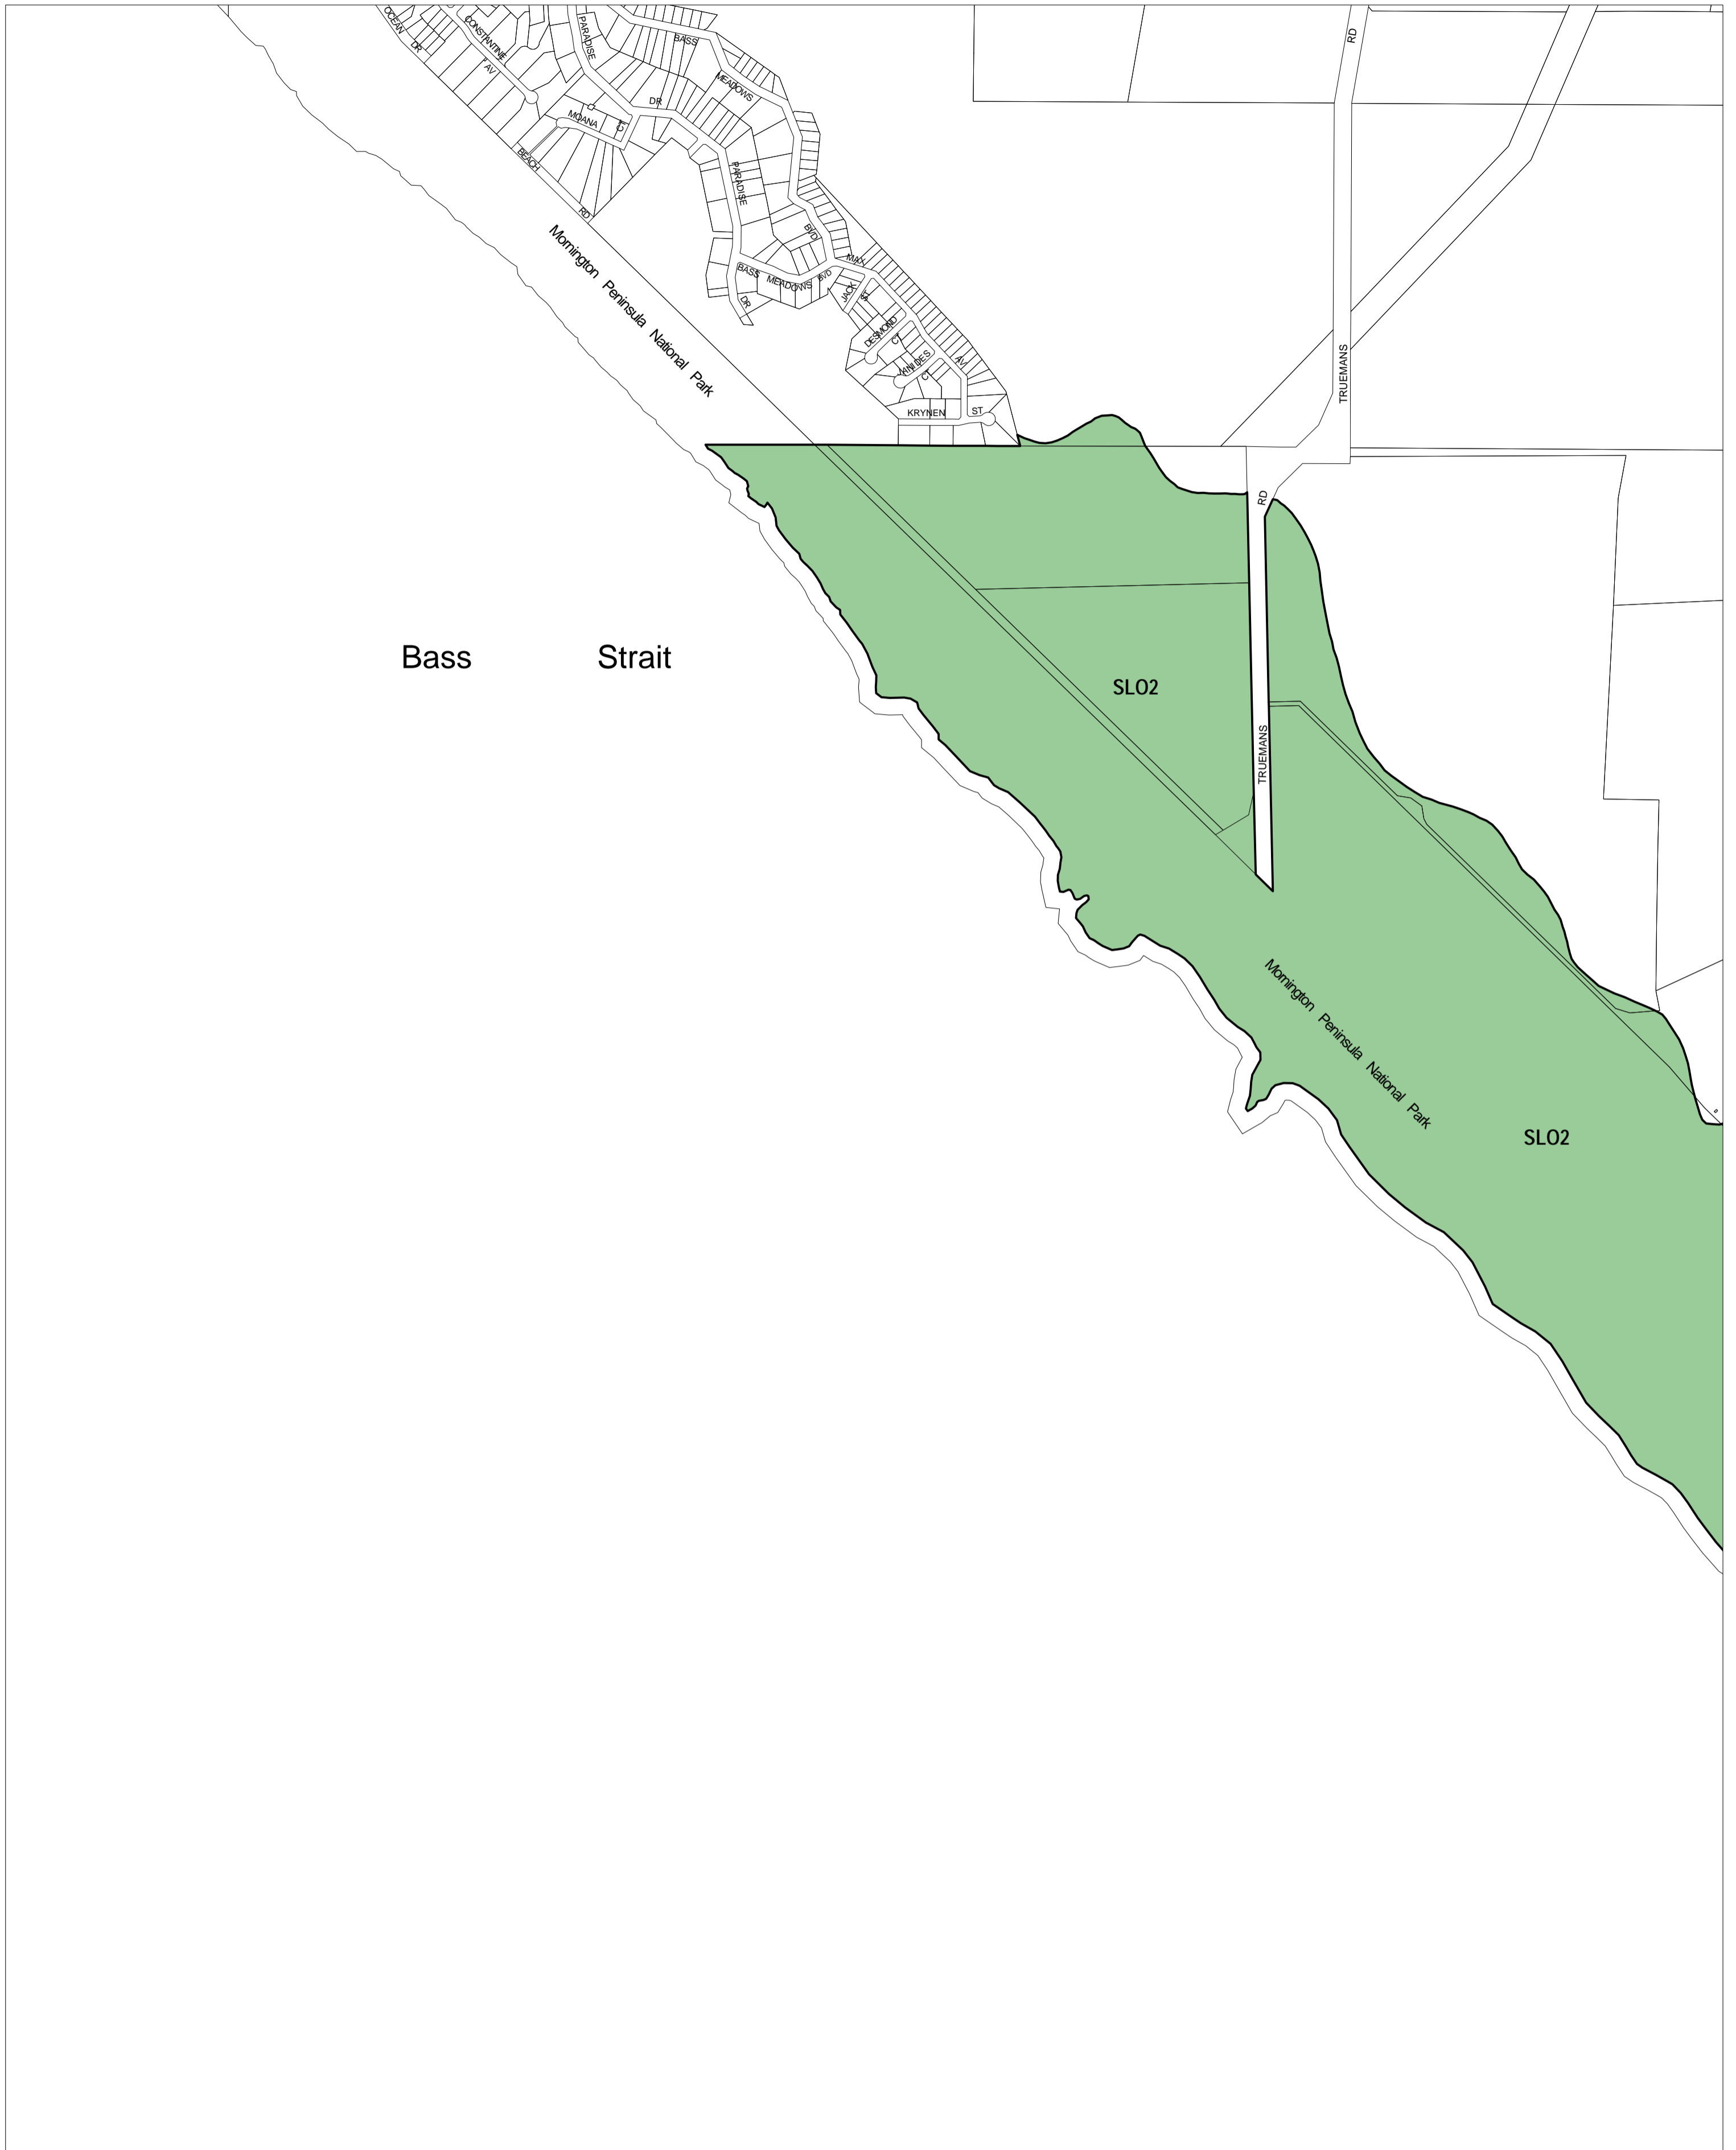 OCEAN
DR
CONSTANTINE
AV
PARADISE
BASS
MEADOWS
RD
DR
MOANA
CT
BEACH
RD
PARADISE
BVD
Mornington Peninsula National Park
BASS
MEADOWS
BVD
MAX
DR
JACK
ST
DESMOND
CT
AV
CT
KRYNEN
ST
TRUEMANS
RD
Bass Strait
SLO2
TRUEMANS
Mornington Peninsula National Park
SLO2